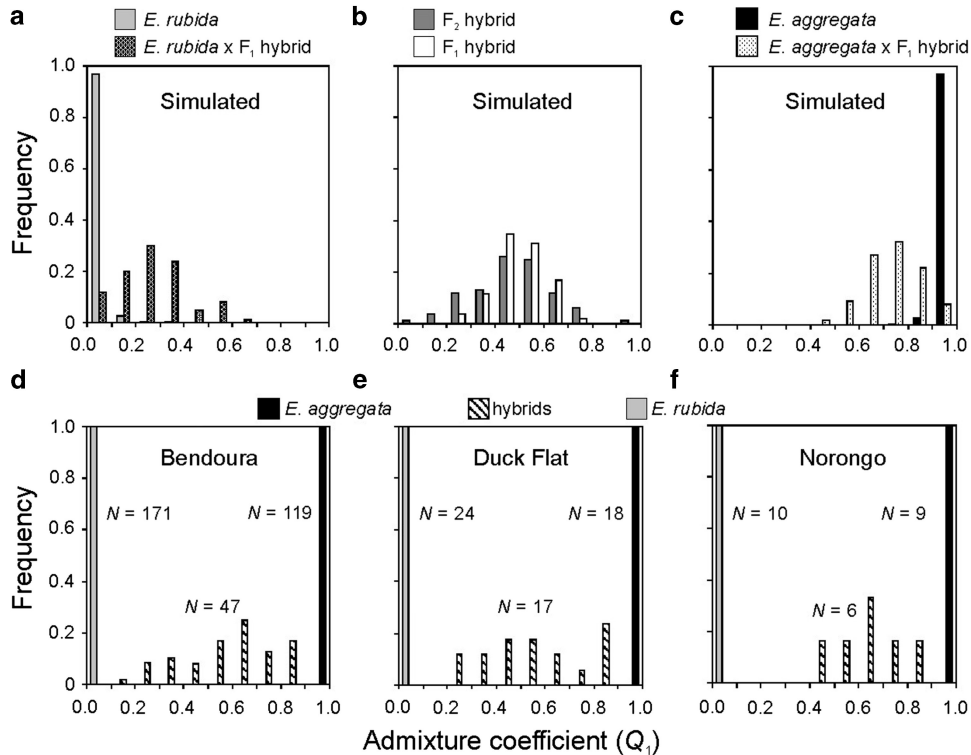 a
E. rubida
E. rubida x F1 hybrid
b
F2 hybrid
F1 hybrid
c
E. aggregata
E. aggregata x F1 hybrid
Frequency
1.0
0.8
0.6
0.4
0.2
0
Simulated
Simulated
Simulated
0.0 0.2 0.4 0.6 0.8 1.0
0.0 0.2 0.4 0.6 0.8 1.0
0.0 0.2 0.4 0.6 0.8 1.0
d
e
f
E. aggregata
hybrids
E. rubida
Frequency
1.0
0.8
0.6
0.4
0.2
0
Bendoura
N = 171
N = 119
N = 47
Duck Flat
N = 24
N = 18
N = 17
Norongo
N = 10
N = 9
N = 6
0.0 0.2 0.4 0.6 0.8 1.0
0.0 0.2 0.4 0.6 0.8 1.0
0.0 0.2 0.4 0.6 0.8 1.0
Admixture coefficient (Q1)